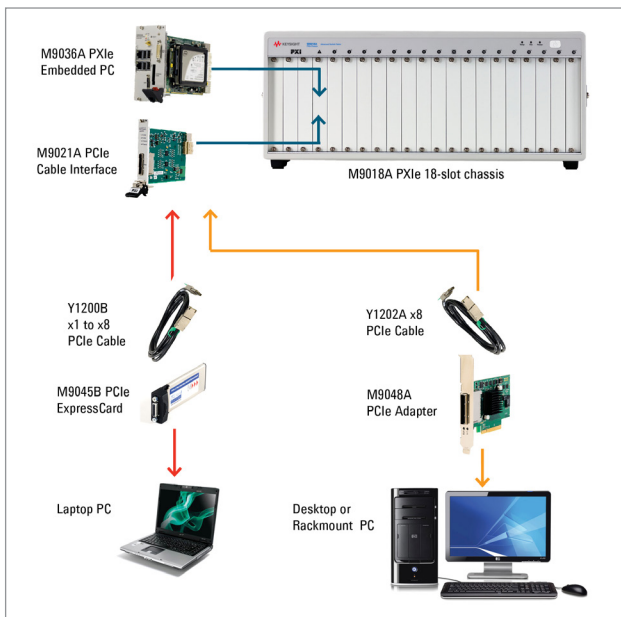 M9036A PXIe
Embedded PC
KEYSIGHT
PXI
M9021A PCIe
Cable Interface
M9018A PXIe 18-slot chassis
Y1200B
x1 to x8
PCIe Cable
Y1202A x8
PCIe Cable
M9045B PCIe
ExpressCard
M9048A
PCIe Adapter
Laptop PC
Desktop or
Rackmount PC